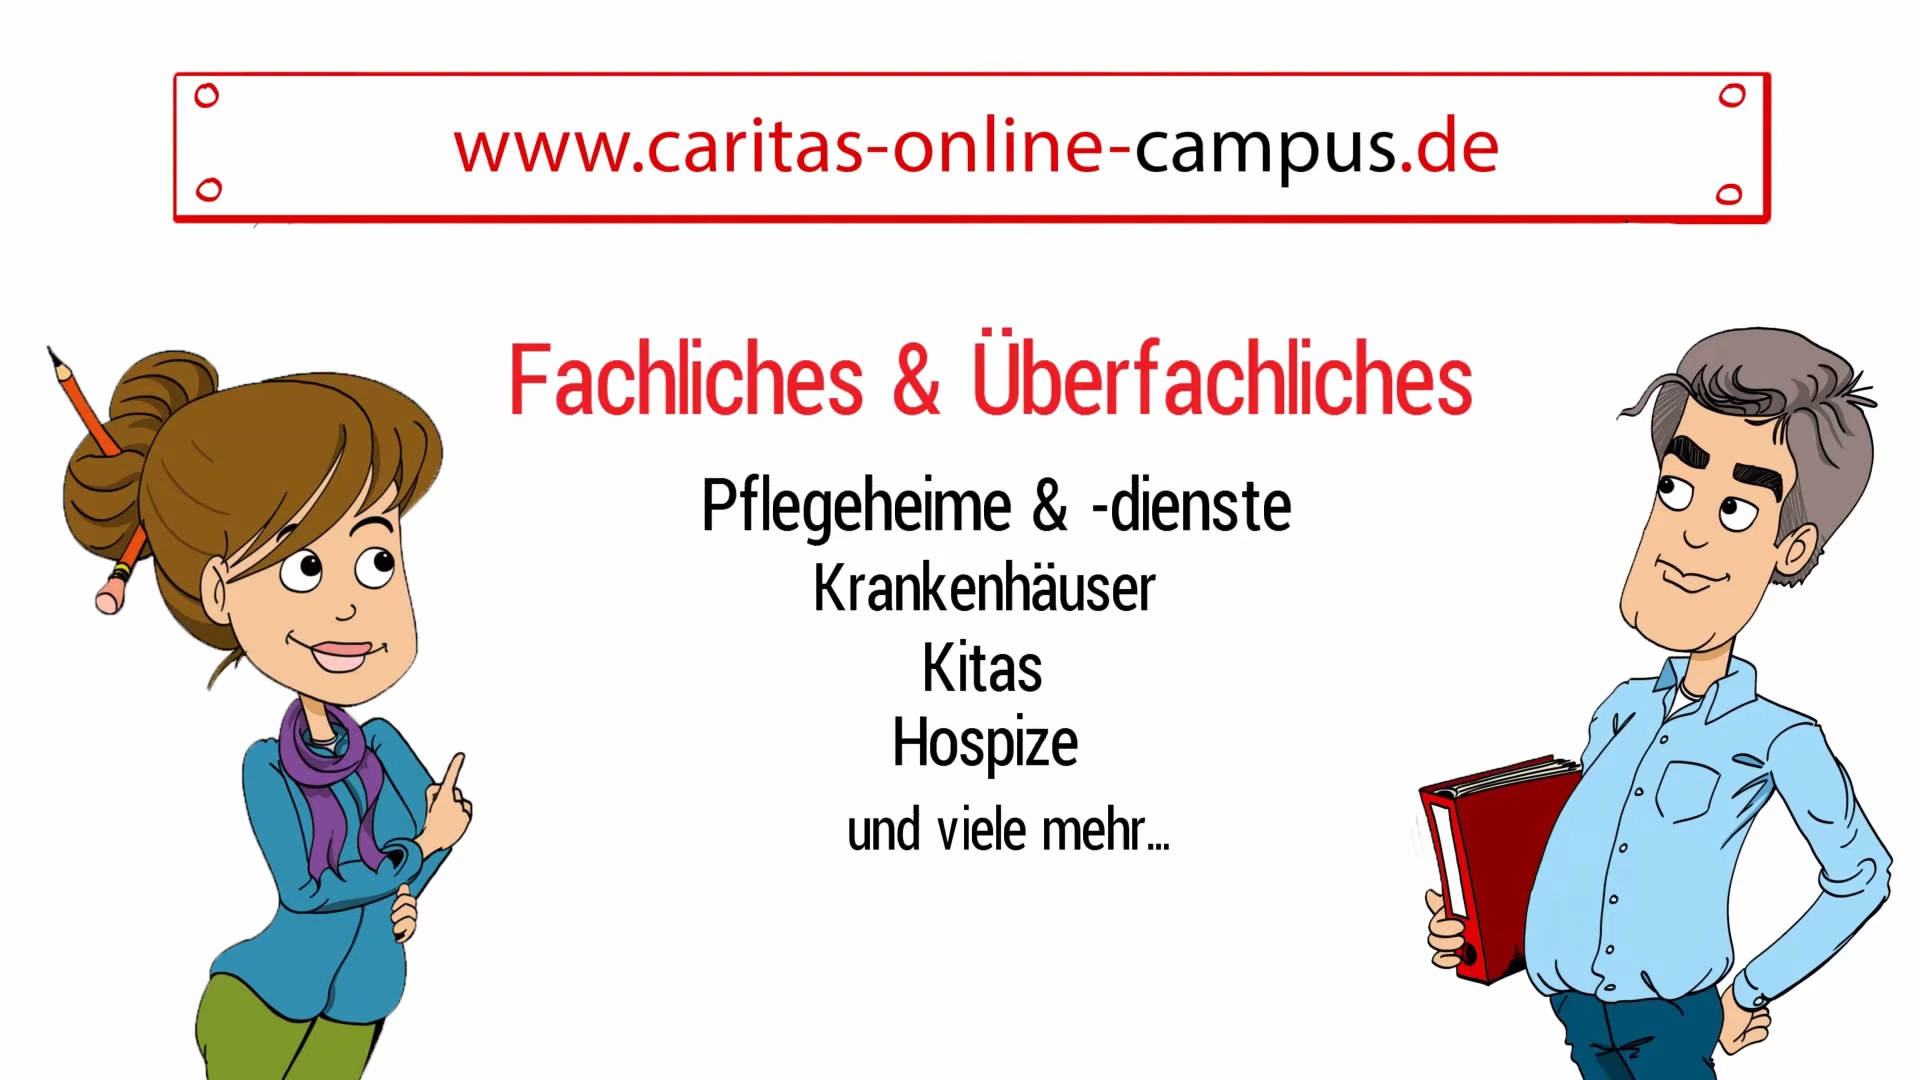 www.caritas-online-campus.de
Fachliches & Überfachliches
Pflegeheime & -dienste
Krankenhäuser
Kitas
Hospize
und viele mehr...